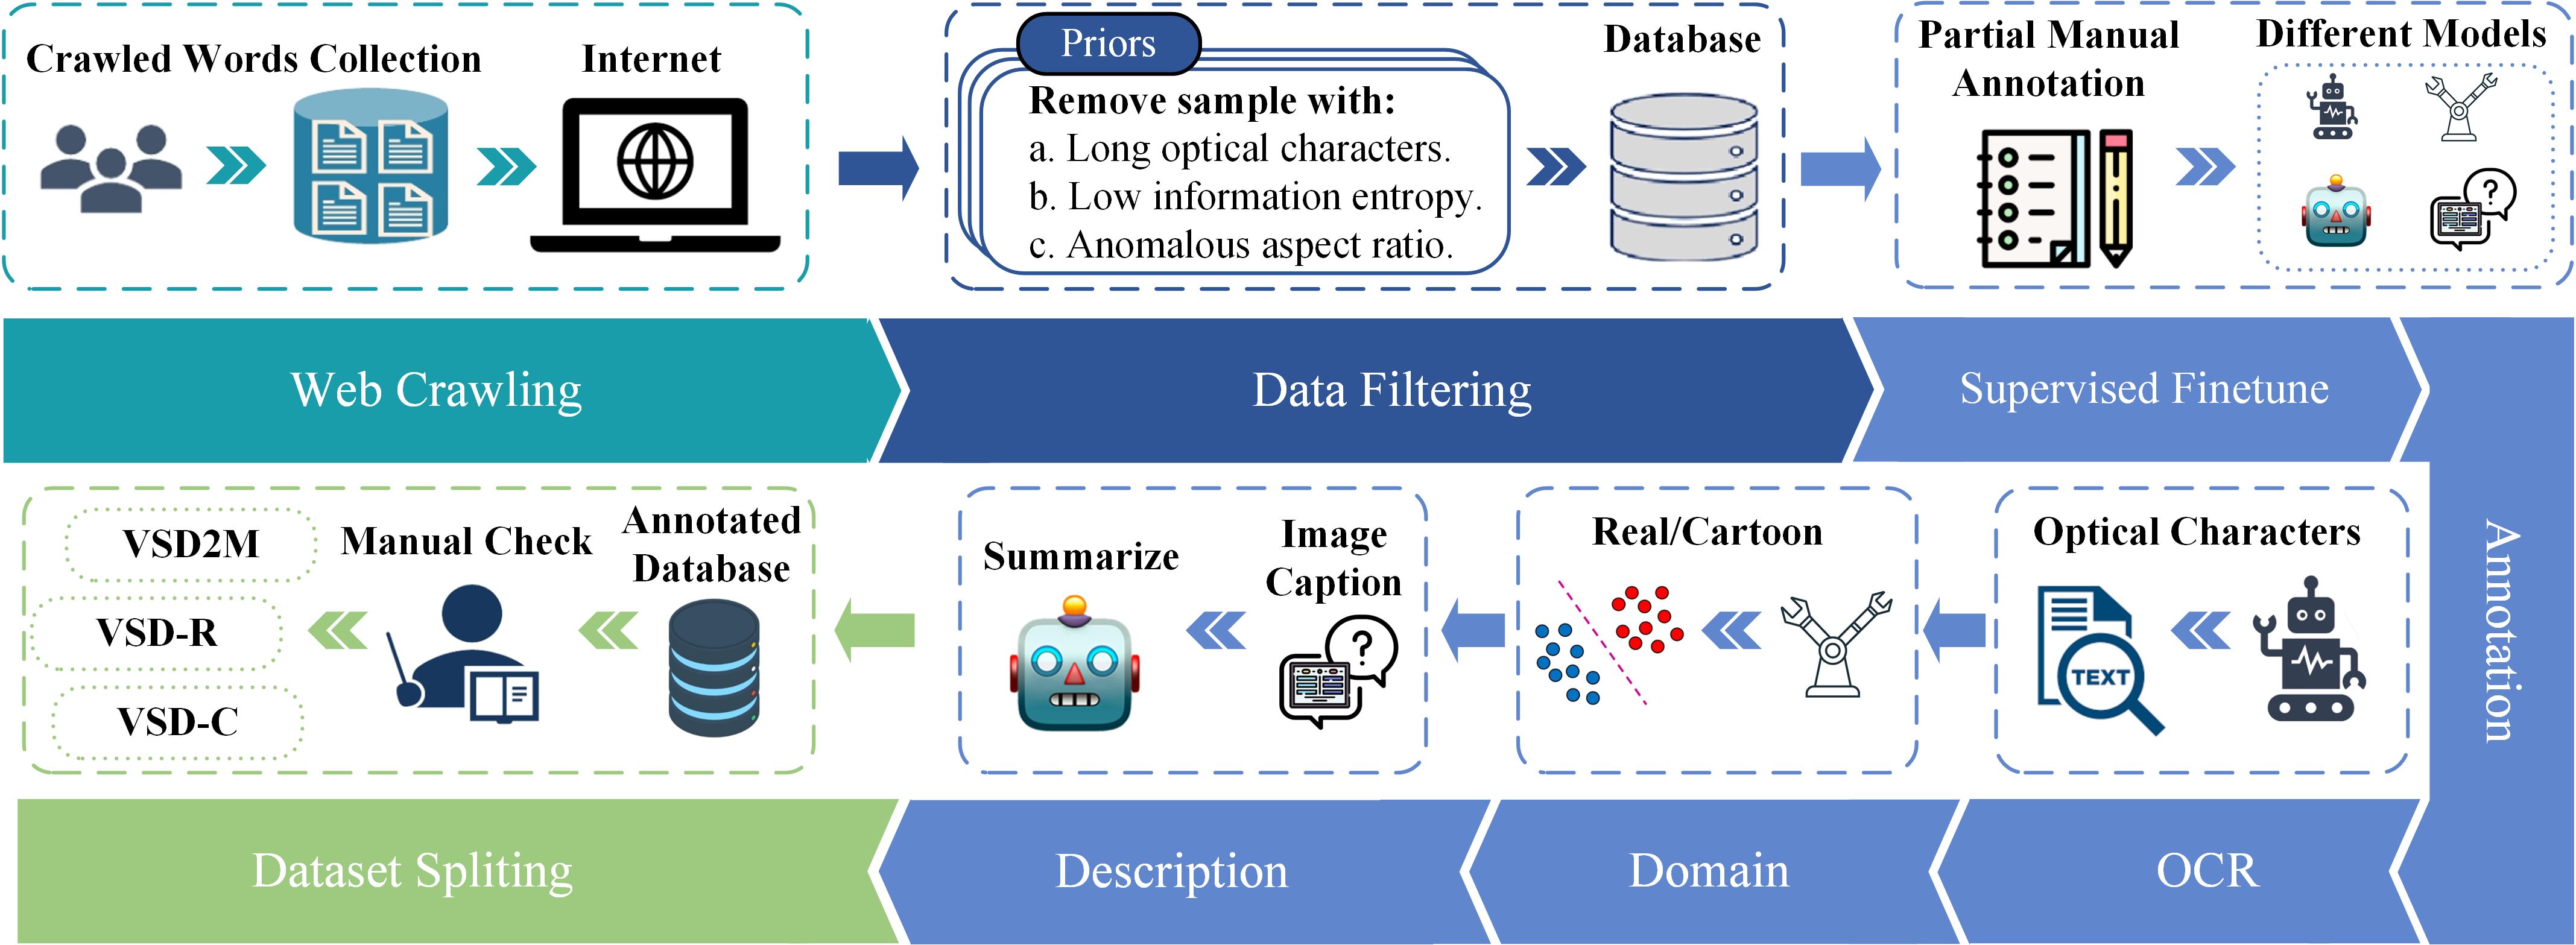 Crawled Words Collection
Internet
Priors
Remove sample with:
a. Long optical characters.
b. Low information entropy.
c. Anomalous aspect ratio.
Database
Partial Manual
Annotation
Different Models
?
Web Crawling
Data Filtering
Supervised Finetune
Annotation
VSD2M
VSD-R
VSD-C
Manual Check
Annotated
Database
Summarize
Image
Caption
?
Real/Cartoon
Optical Characters
TEXT
Dataset Spliting
Description
Domain
OCR